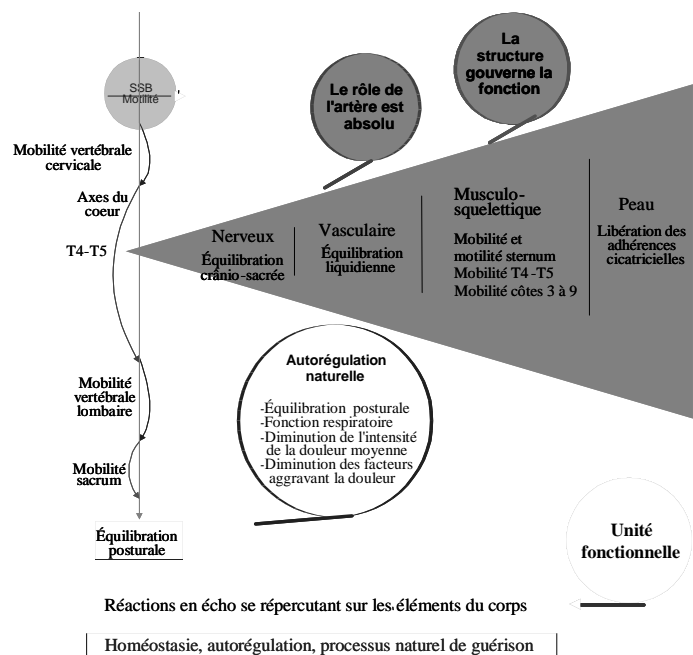 La
structure
gouverne la
fonction
Le rôle de
l'artère est
absolu
SSB
Motilité
Mobilité vertébrale
cervicale
Axes du
coeur
T4-T5
Nerveux
Équilibration
crânio-sacrée
Vasculaire
Équilibration
liquidienne
Musculo-
squelettique
Mobilité et
motilité sternum
Mobilité T4-T5
Mobilité côtes 3 à 9
Peau
Libération des
adhérences
cicatricielles
Autorégulation
naturelle
-Équilibration posturale
-Fonction respiratoire
-Diminution de l'intensité
de la douleur moyenne
-Diminution des facteurs
aggravant la douleur
Mobilité
vertébrale
lombaire
Mobilité
sacrum
Équilibration
posturale
Unité
fonctionnelle
Réactions en écho se répercutant sur les éléments du corps
Homéostasie, autorégulation, processus naturel de guérison